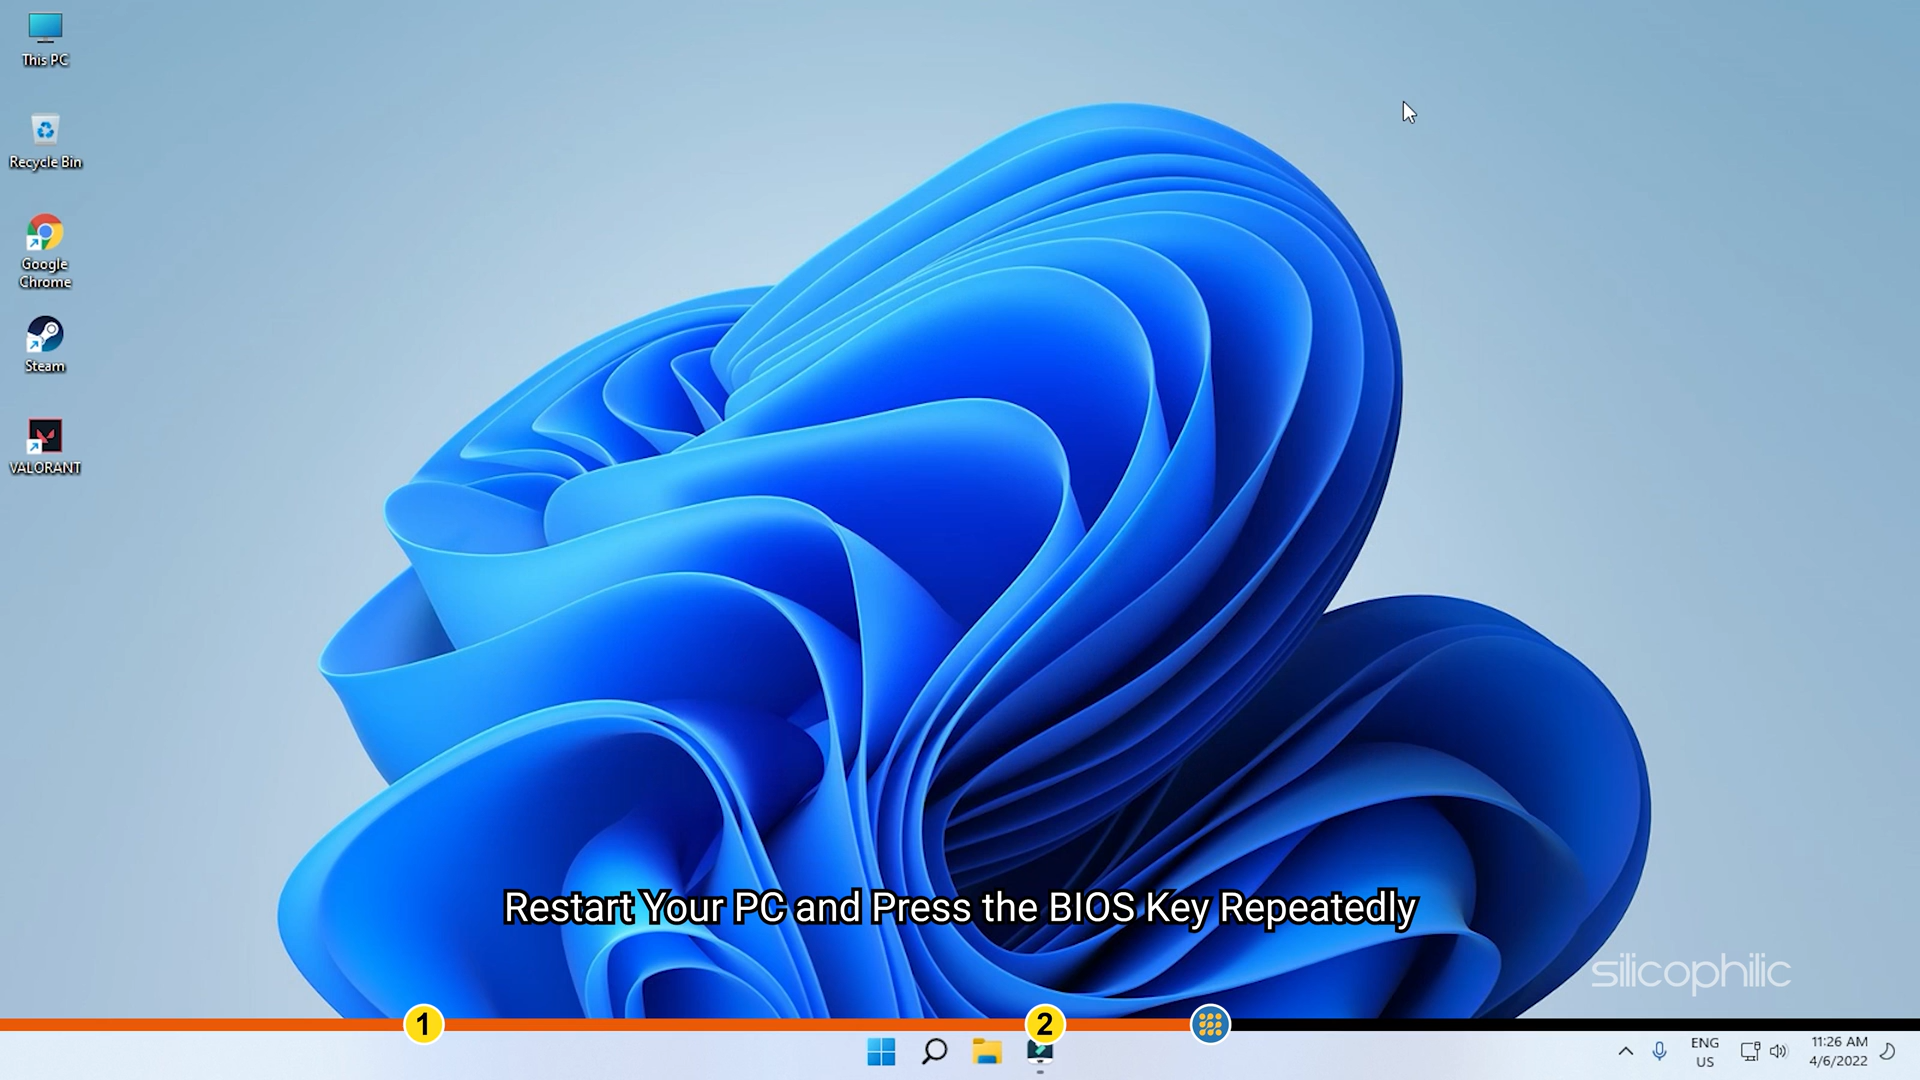 This PC
Recycle Bin
Google
Chrome
Steam
VALORANT
Restart Your PC and Press the BIOS Key Repeatedly
silicophilic
1
2
ENG
US
11:26 AM
4/6/2022